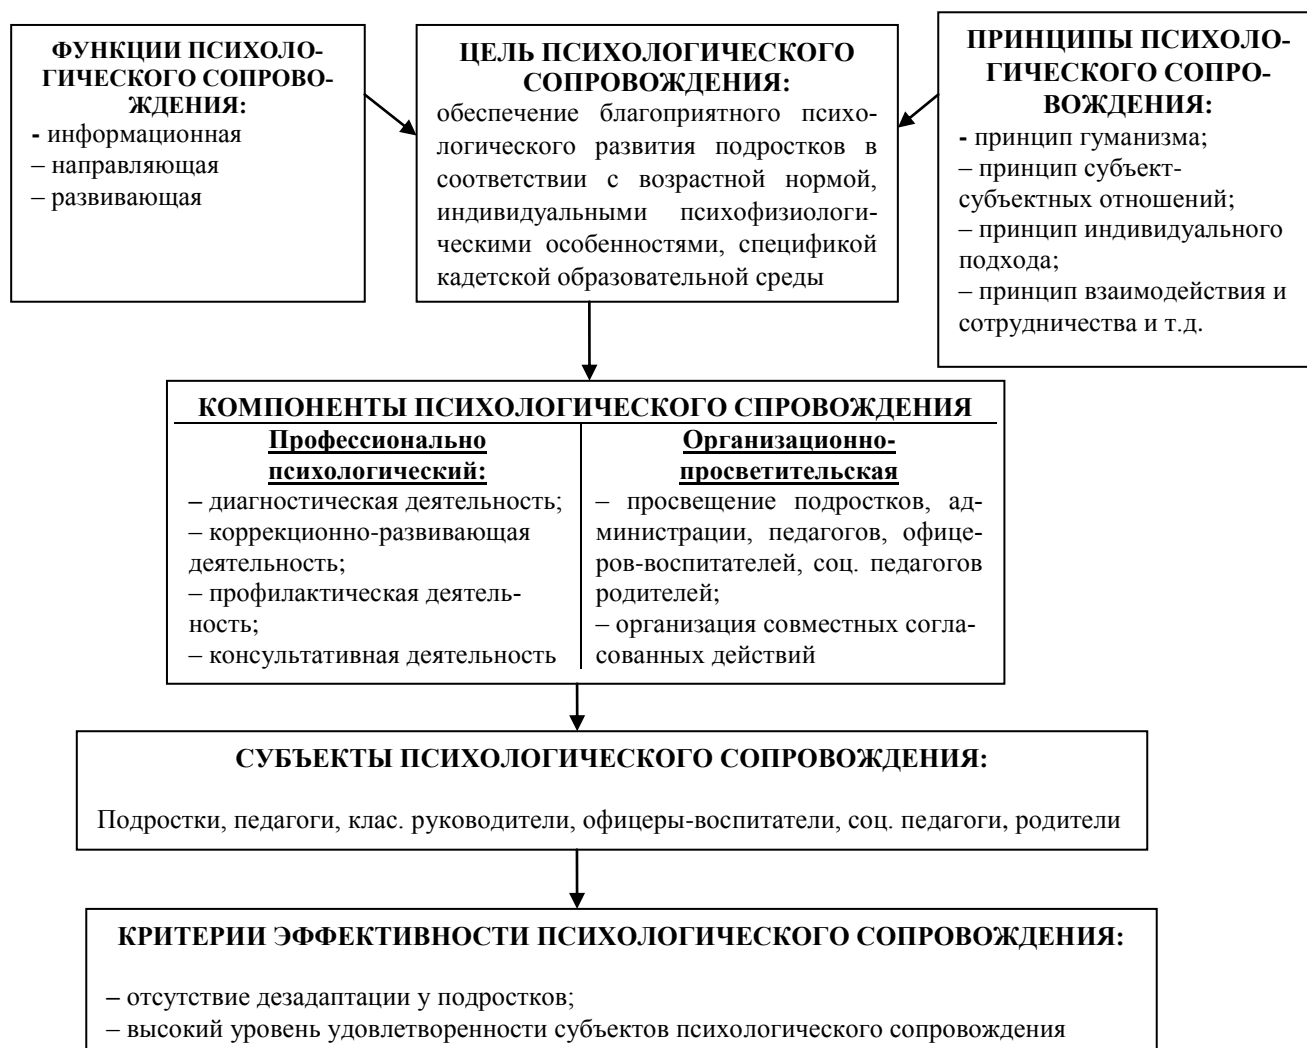 ФУНКЦИИ ПСИХОЛО-
ГИЧЕСКОГО СОПРОВО-
ЖДЕНИЯ:
- информационная
– направляющая
– развивающая
ЦЕЛЬ ПСИХОЛОГИЧЕСКОГО
СОПРОВОЖДЕНИЯ:
обеспечение благоприятного психо-
логического развития подростков в
соответствии с возрастной нормой,
индивидуальными психофизиологи-
ческими особенностями, спецификой
кадетской образовательной среды
ПРИНЦИПЫ ПСИХОЛО-
ГИЧЕСКОГО СОПРО-
ВОЖДЕНИЯ:
- принцип гуманизма;
– принцип субъект-
субъектных отношений;
– принцип индивидуального
подхода;
– принцип взаимодействия и
сотрудничества и т.д.
КОМПОНЕНТЫ ПСИХОЛОГИЧЕСКОГО СПРОВОЖДЕНИЯ
Профессионально
психологический:
– диагностическая деятельность;
– коррекционно-развивающая
деятельность;
– профилактическая деятель-
ность;
– консультативная деятельность
Организационно-
просветительская
– просвещение подростков, ад-
министрации, педагогов, офице-
ров-воспитателей, соц. педагогов
родителей;
– организация совместных согла-
сованных действий
СУБЪЕКТЫ ПСИХОЛОГИЧЕСКОГО СОПРОВОЖДЕНИЯ:
Подростки, педагоги, клас. руководители, офицеры-воспитатели, соц. педагоги, родители
КРИТЕРИИ ЭФФЕКТИВНОСТИ ПСИХОЛОГИЧЕСКОГО СОПРОВОЖДЕНИЯ:
– отсутствие дезадаптации у подростков;
– высокий уровень удовлетворенности субъектов психологического сопровождения